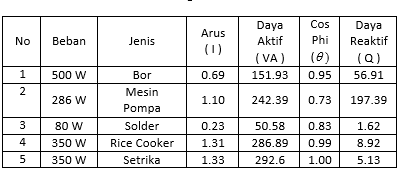 No Beban Jenis Arus ( I ) Daya Aktif ( VA ) Cos Phi (θ) Daya Reaktif ( Q )
1 500 W Bor 0.69 151.93 0.95 56.91
2 286 W Mesin Pompa 1.10 242.39 0.73 197.39
3 80 W Solder 0.23 50.58 0.83 1.62
4 350 W Rice Cooker 1.31 286.89 0.99 8.92
5 350 W Setrika 1.33 292.6 1.00 5.13